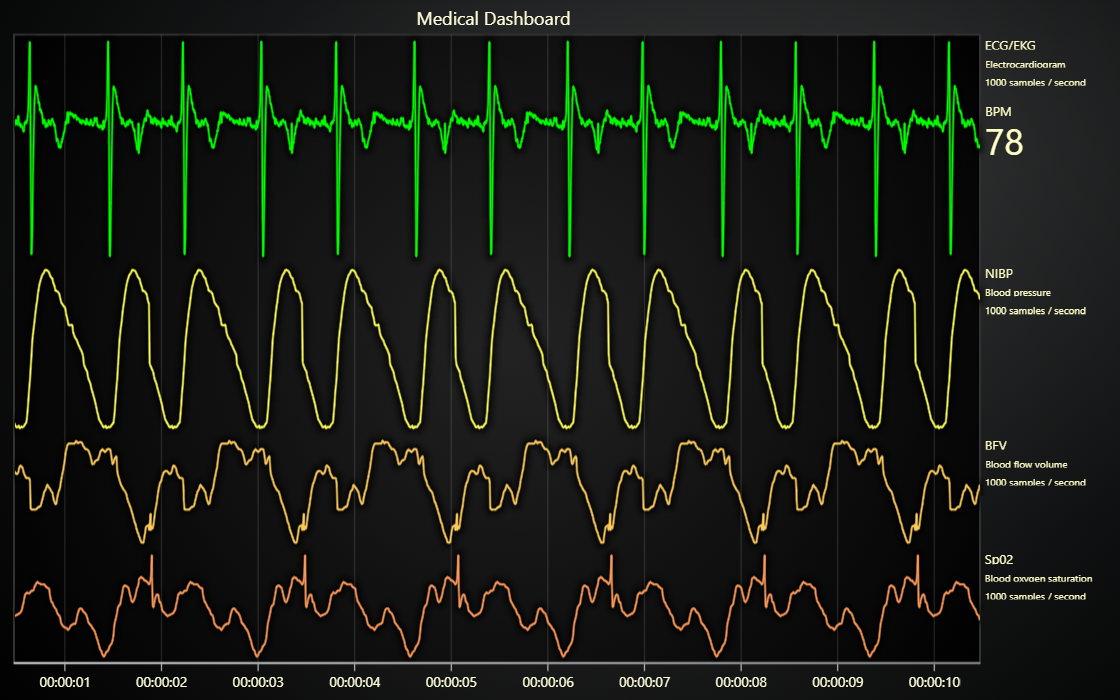 Medical Dashboard
ECG/EKG
Electrocardiogram
1000 samples / second
BPM
78
NIBP
Blood pressure
1000 samples / second
BFV
Blood flow volume
1000 samples / second
Sp02
Blood oxygen saturation
1000 samples / second
00:00:01 00:00:02 00:00:03 00:00:04 00:00:05 00:00:06 00:00:07 00:00:08 00:00:09 00:00:10